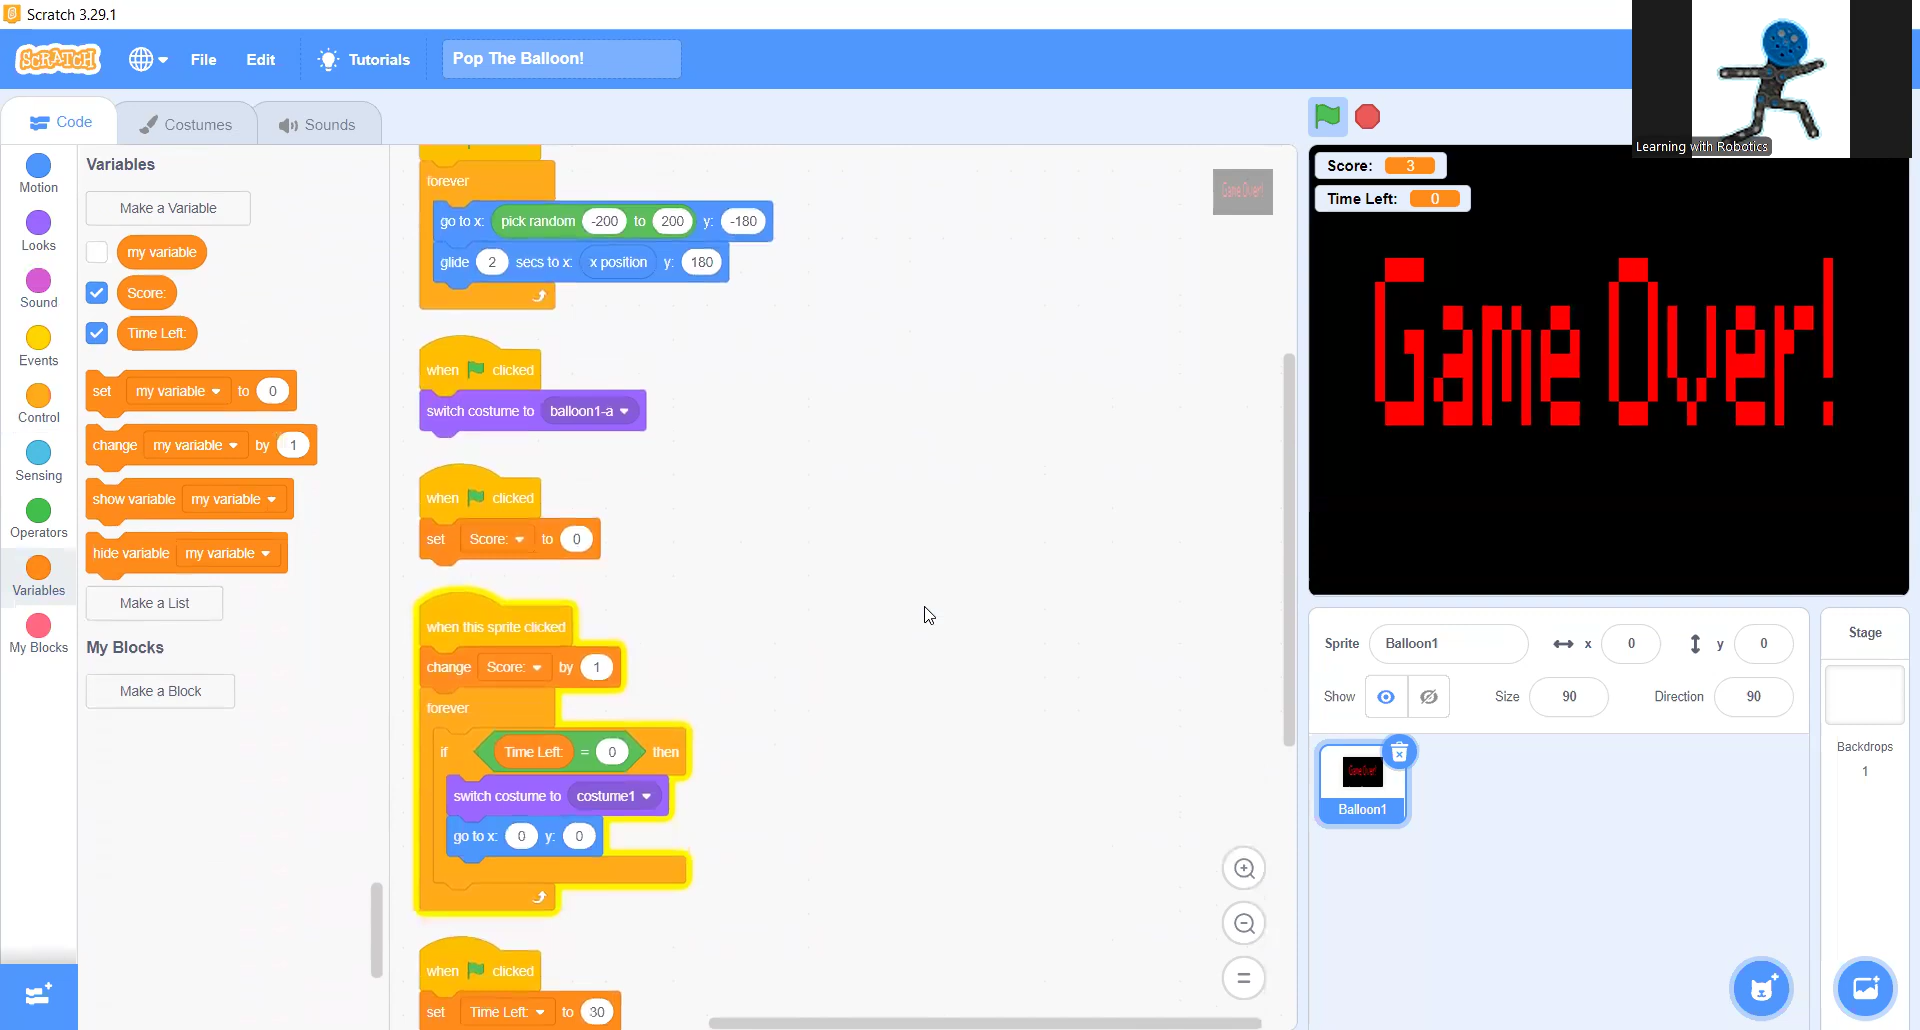 Scratch 3.29.1
SCRATCH
File
Edit
Tutorials
Pop The Balloon!
Learning with Robotics
Code
Costumes
Sounds
Motion
Looks
Sound
Events
Control
Sensing
Operators
Variables
My Blocks
Variables
Make a Variable
my variable
Score:
Time Left:
set my variable to 0
change my variable by 1
show variable my variable
hide variable my variable
Make a List
My Blocks
Make a Block
forever
go to x: pick random -200 to 200 y: -180
glide 2 secs to x: x position y: 180
when clicked
switch costume to balloon1-a
when clicked
set Score: to 0
when this sprite clicked
change Score: by 1
forever
if Time Left: = 0 then
switch costume to costume1
go to x: 0 y: 0
when clicked
set Time Left: to 30
Game Over!
Score: 3
Time Left: 0
Game Over!
Sprite Balloon1 x 0 y 0
Show Size 90 Direction 90
Game Over!
Balloon1
Stage
Backdrops
1